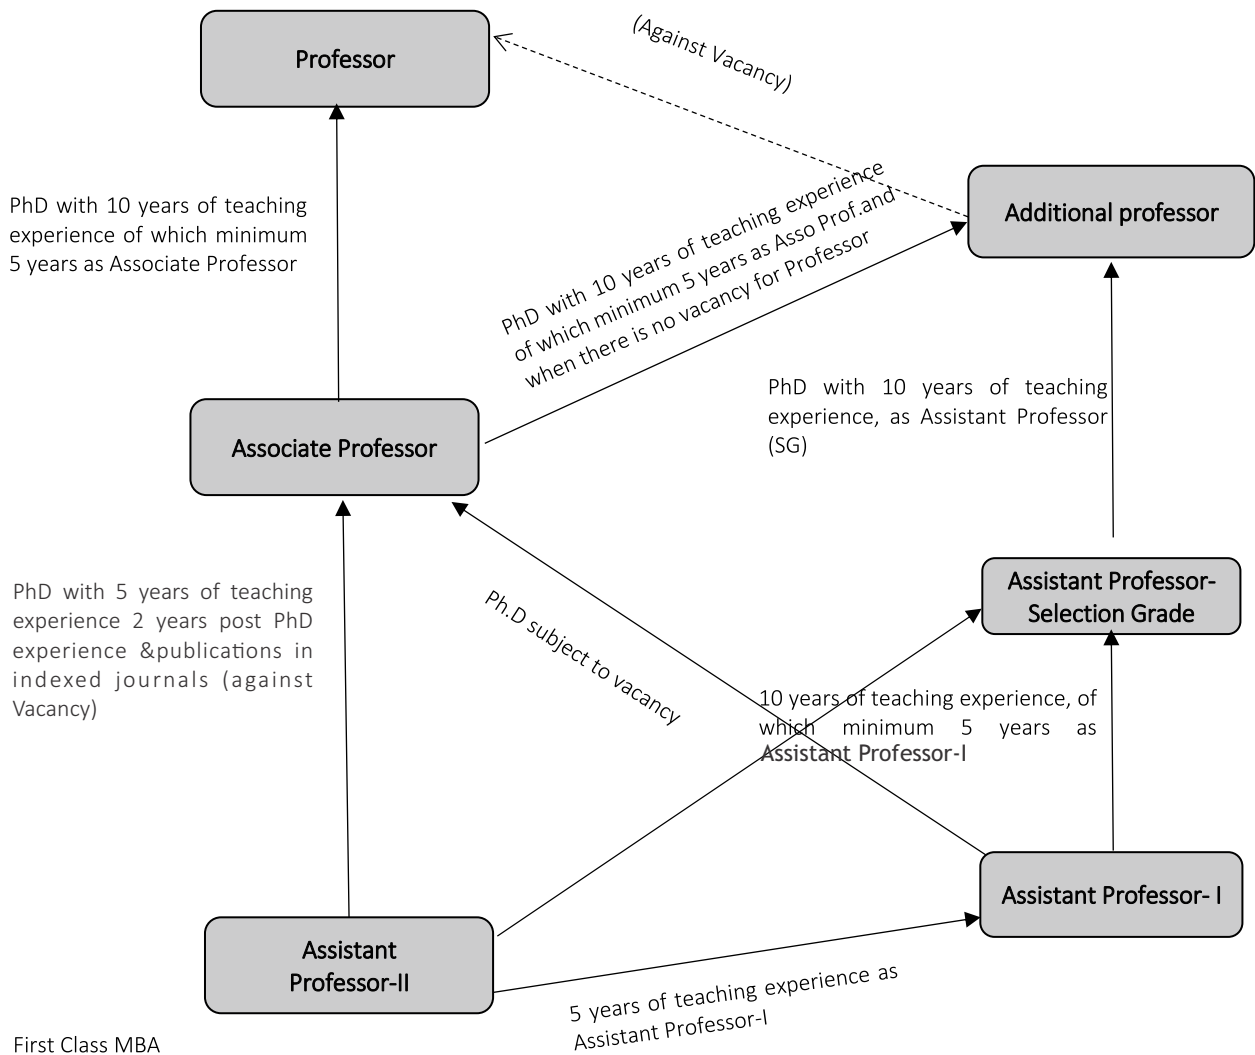 (Against Vacancy)
Professor
Additional professor
PhD with 10 years of teaching
experience of which minimum
5 years as Associate Professor
PhD with 10 years of teaching experience
of which minimum 5 years as Asso Prof.and
when there is no vacancy for Professor
PhD with 10 years of teaching
experience, as Assistant Professor
(SG)
Associate Professor
Assistant Professor-
Selection Grade
PhD with 5 years of teaching
experience 2 years post PhD
experience &publications in
indexed journals (against
Vacancy)
Ph.D subject to vacancy
10 years of teaching experience, of
which minimum 5 years as
Assistant Professor-I
Assistant Professor- I
Assistant
Professor-II
5 years of teaching experience as
Assistant Professor-I
First Class MBA